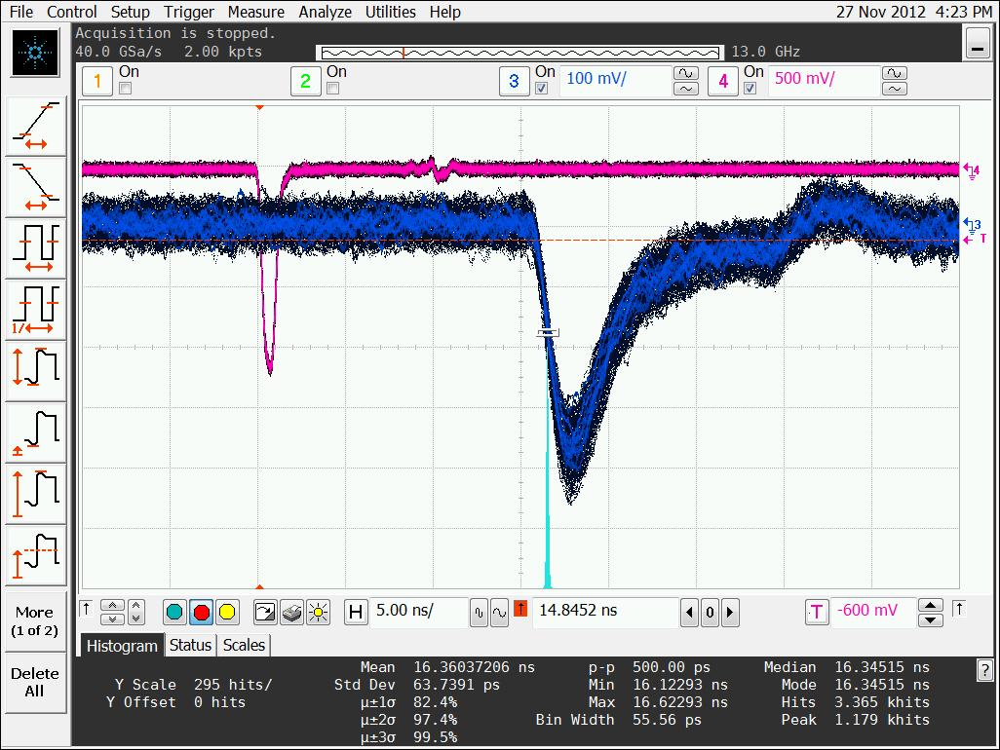 File Control Setup Trigger Measure Analyze Utilities Help 27 Nov 2012 4:23 PM
Acquisition is stopped.
40.0 GSa/s 2.00 kpts 13.0 GHz
1 On 2 On 3 On 100 mV/ 4 On 500 mV/
4
3
T
1/
H 5.00 ns/ 14.8452 ns 0 T -600 mV
More
(1 of 2)
Delete
All
Histogram Status Scales
?
Mean 16.36037206 ns p-p 500.00 ps Median 16.34515 ns
Y Scale 295 hits/ Std Dev 63.7391 ps Min 16.12293 ns Mode 16.34515 ns
Y Offset 0 hits μ±1σ 82.4% Max 16.62293 ns Hits 3.365 khits
μ±2σ 97.4% Bin Width 55.56 ps Peak 1.179 khits
μ±3σ 99.5%